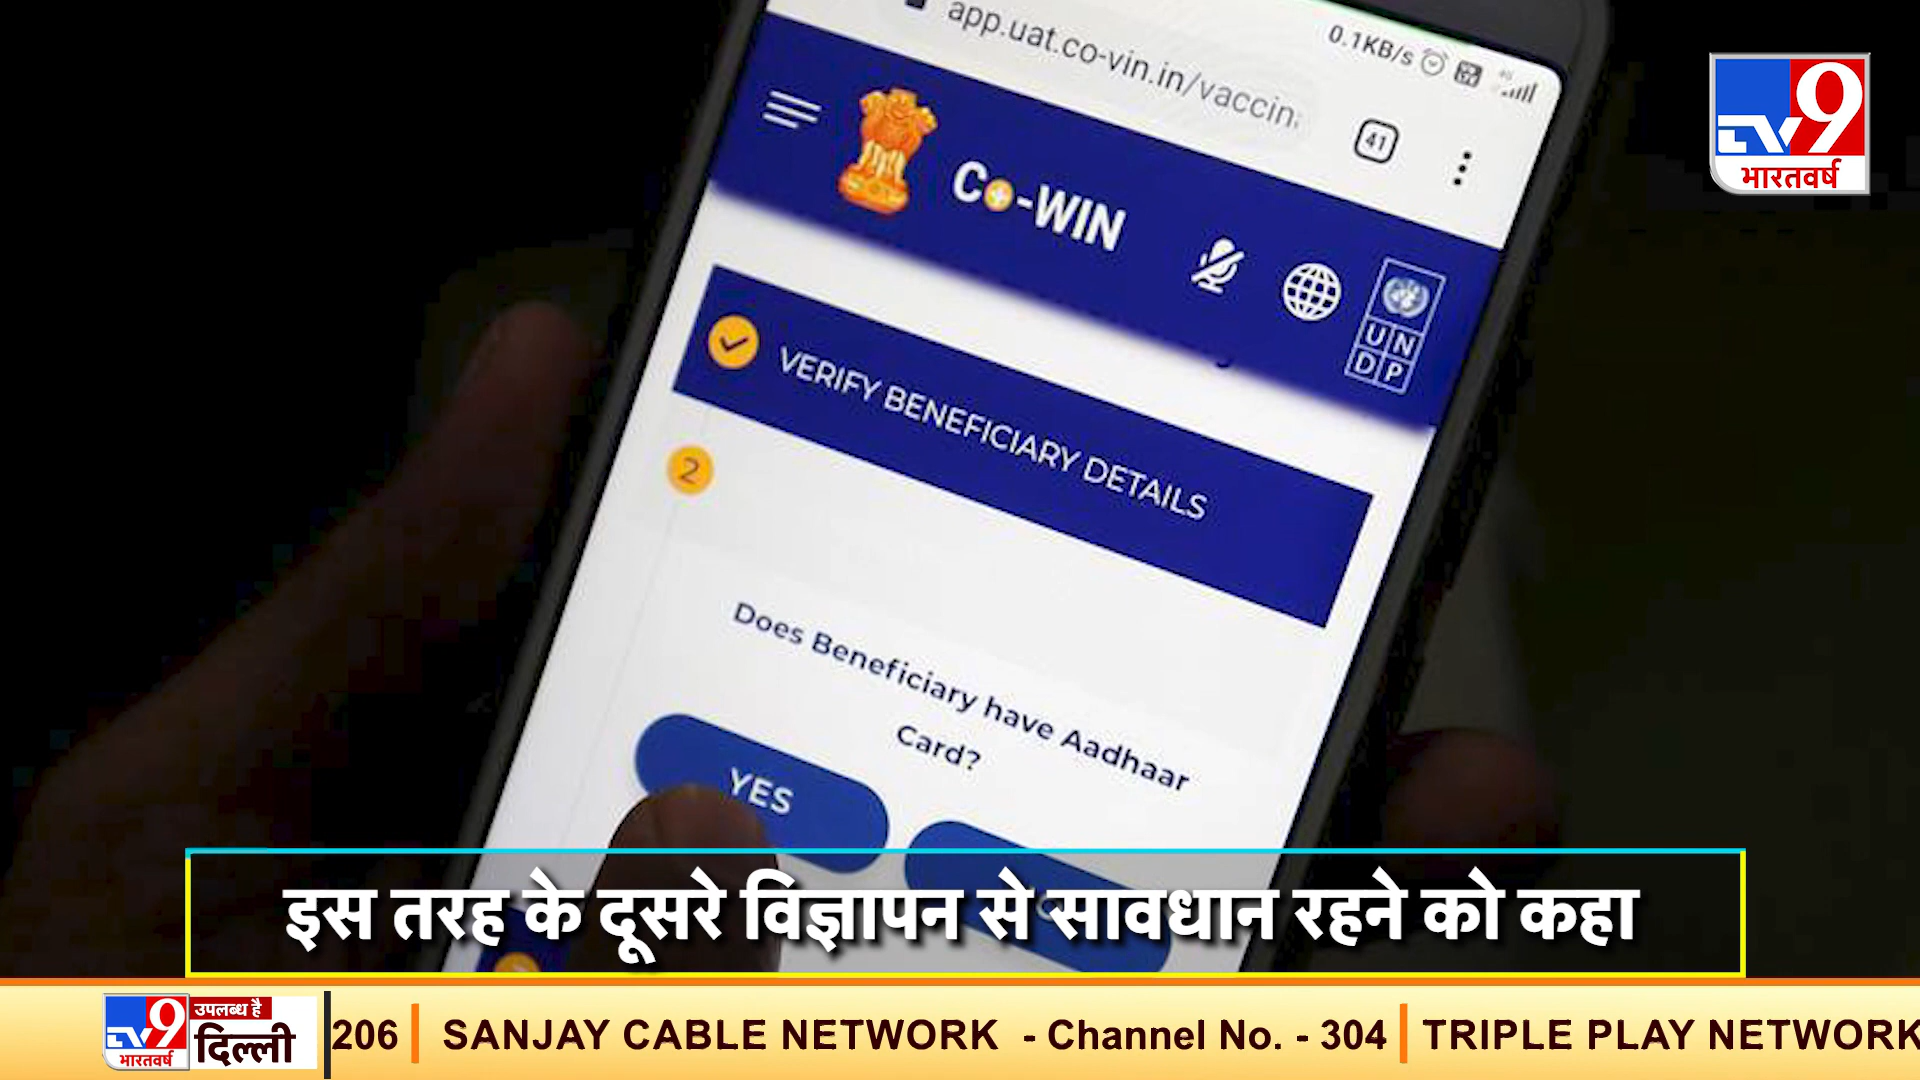 app.uat.co-vin.in/vaccin
0.1KB/s
41
TV9
भारतवर्ष
Co-WIN
UN
DP
VERIFY BENEFICIARY DETAILS
2
Does Beneficiary have Aadhaar
Card?
YES
इस तरह के दूसरे विज्ञापन से सावधान रहने को कहा
TV9 भारतवर्ष
उपलब्ध है
दिल्ली
206 | SANJAY CABLE NETWORK - Channel No. - 304 | TRIPLE PLAY NETWORK